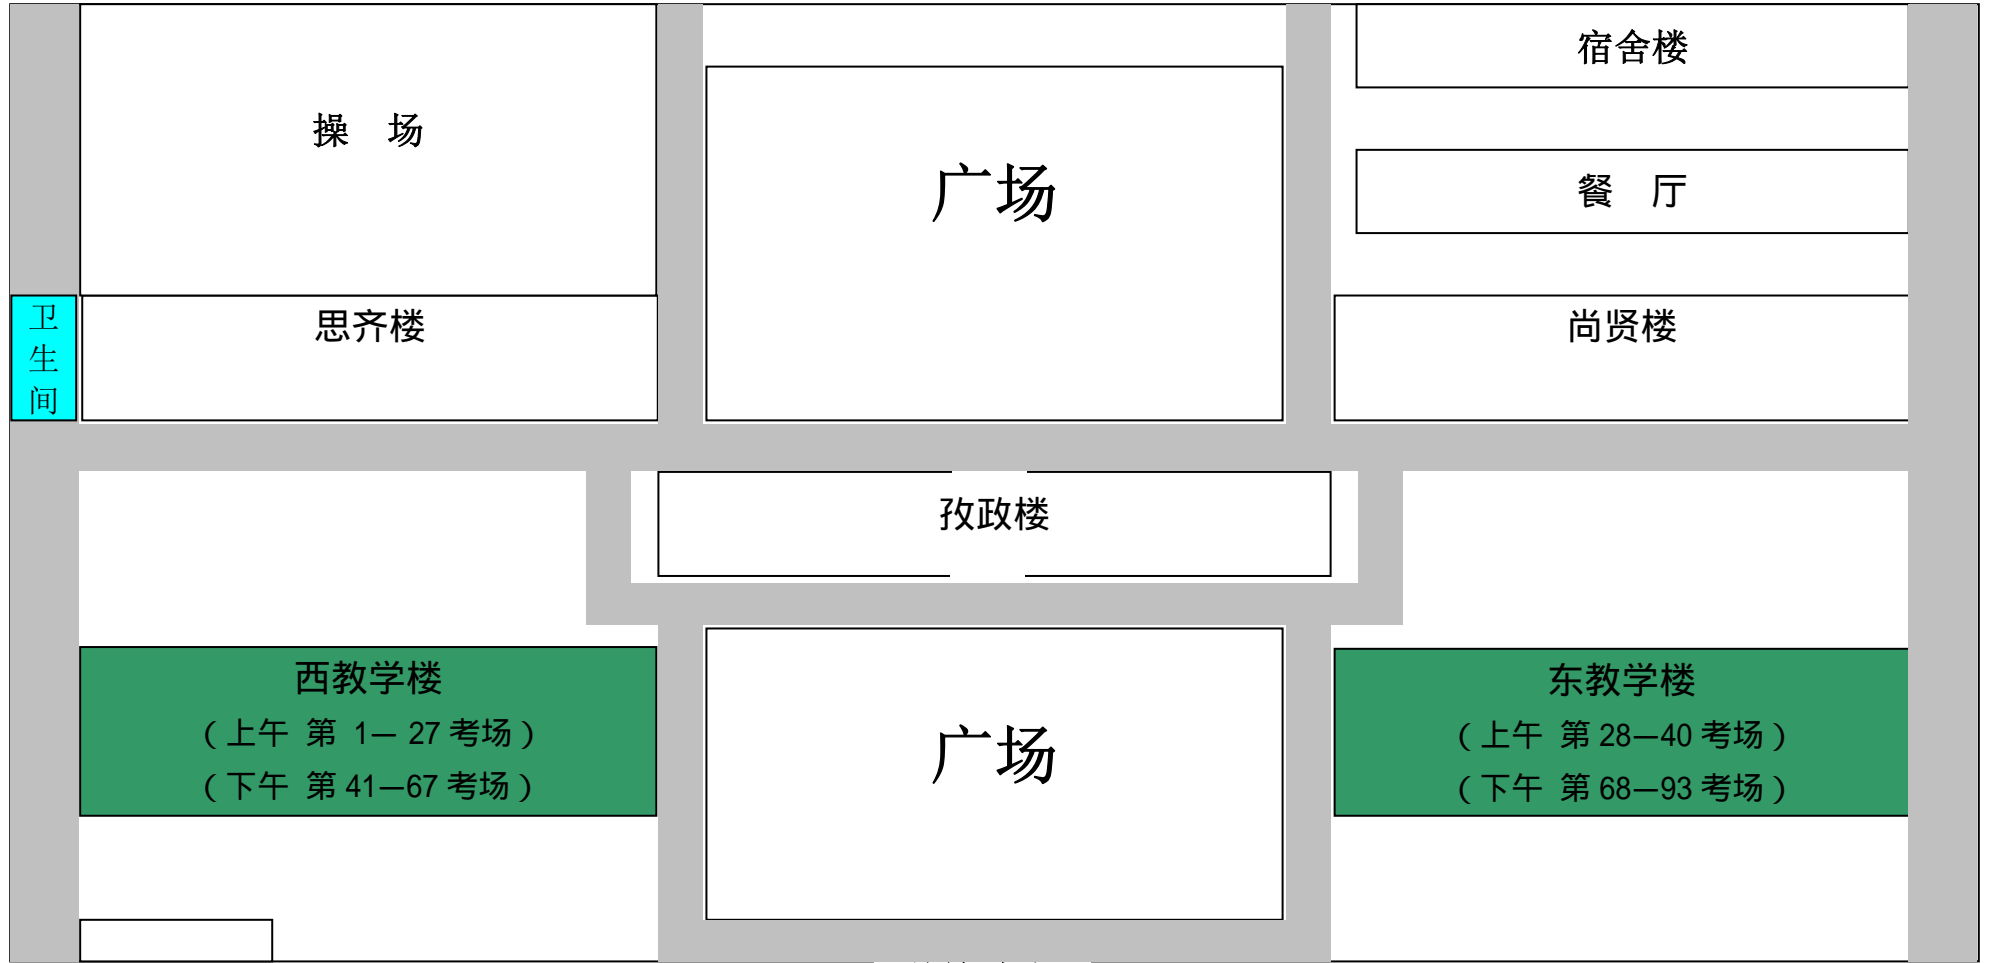 宿舍楼
操 场
广场
餐 厅
卫生间
思齐楼
尚贤楼
孜政楼
西教学楼
（上午 第 1— 27 考场）
（下午 第 41—67 考场）
广场
东教学楼
（上午 第 28—40 考场）
（下午 第 68—93 考场）